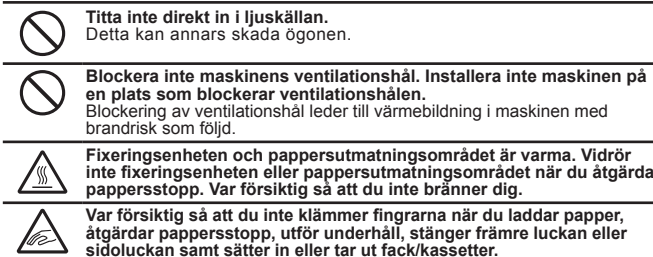 Titta inte direkt in i ljuskällan.
Detta kan annars skada ögonen.
Blockera inte maskinens ventilationshål. Installera inte maskinen på
en plats som blockerar ventilationshålen.
Blockering av ventilationshål leder till värmebildning i maskinen med
brandrisk som följd.
Fixeringsenheten och pappersutmatningsområdet är varma. Vidrör
inte fixeringsenheten eller pappersutmatningsområdet när du åtgärda
pappersstopp. Var försiktig så att du inte bränner dig.
Var försiktig så att du inte klämmer fingrarna när du laddar papper,
åtgärdar pappersstopp, utför underhåll, stänger främre luckan eller
sidoluckan samt sätter in eller tar ut fack/kassetter.